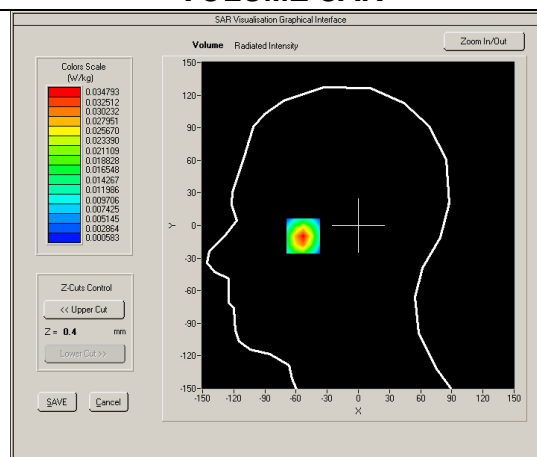 SAR Visualisation Graphical Interface
Volume Radiated Intensity
Zoom In/Out
Colors Scale
(W/kg)
0.034793
0.032512
0.030232
0.027951
0.025670
0.023390
0.021109
0.018828
0.016548
0.014267
0.011986
0.009706
0.007425
0.005145
0.002864
0.000583
Z-Cuts Control
<< Upper Cut
Z = 0.4 mm
Lower Cut >>
SAVE Cancel
150
120
90
60
30
Y 0
-30
-60
-90
-120
-150
-150 -120 -90 -60 -30 0 30 60 90 120 150
X